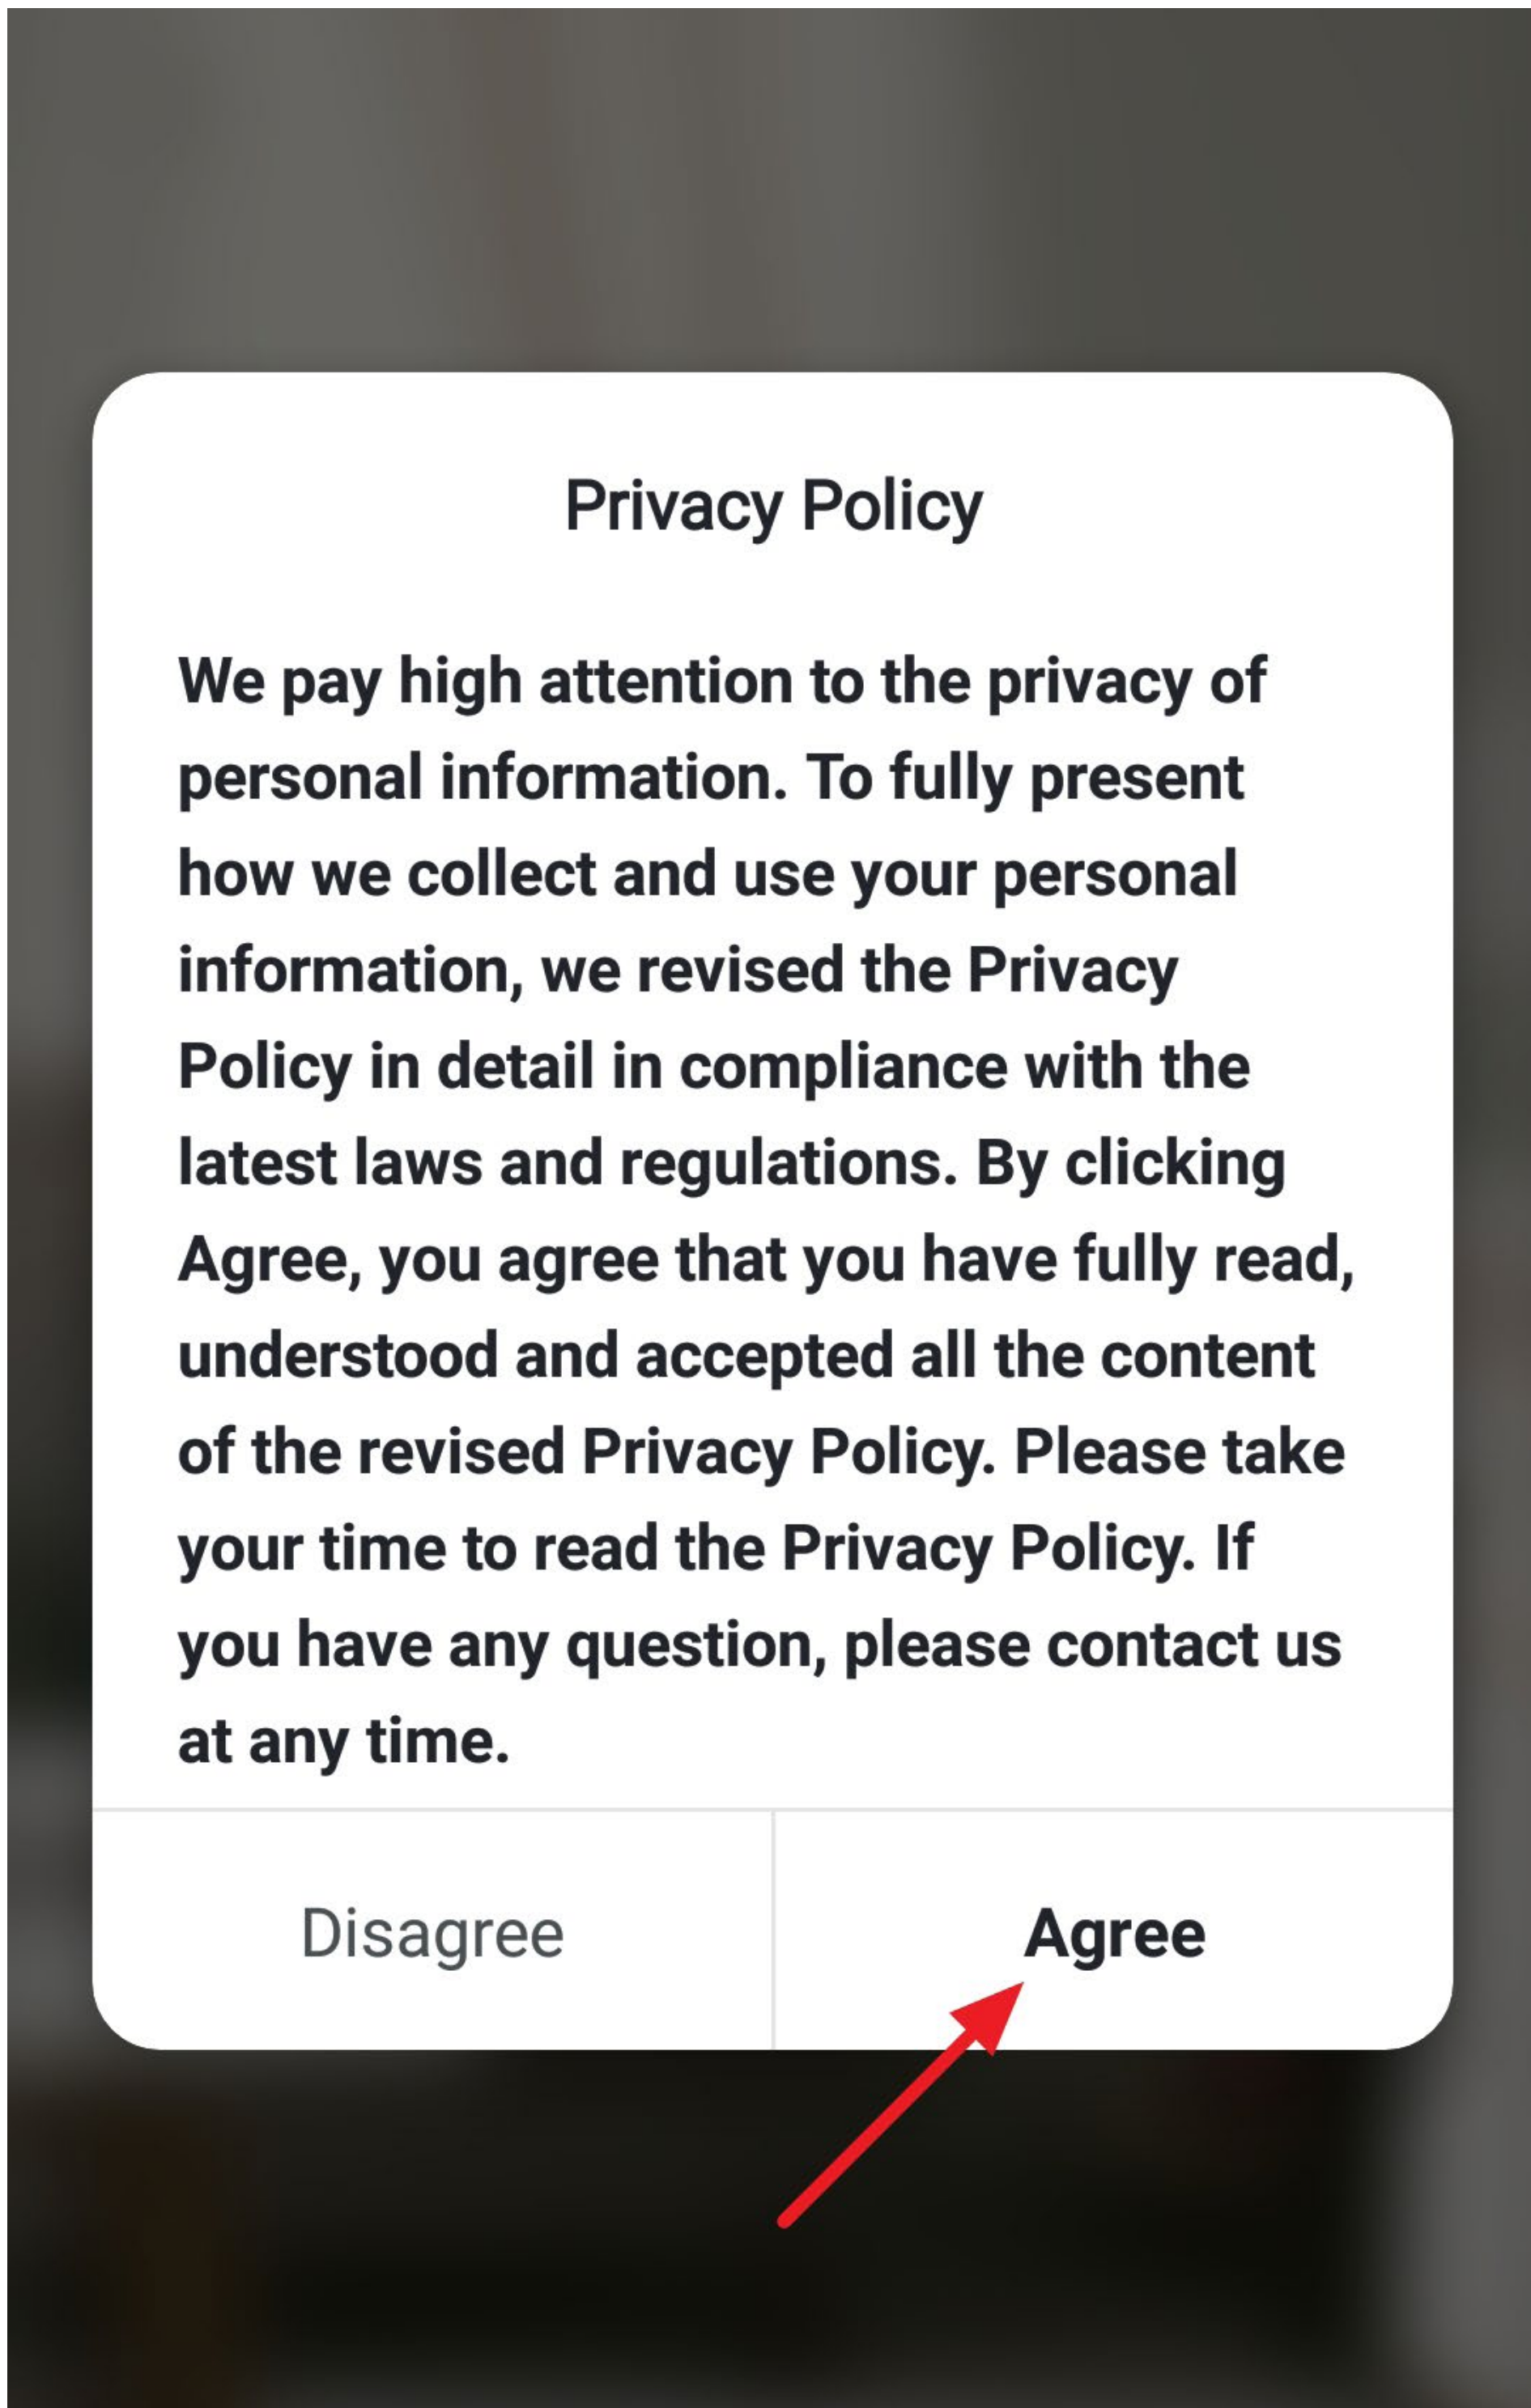 Privacy Policy
We pay high attention to the privacy of
personal information. To fully present
how we collect and use your personal
information, we revised the Privacy
Policy in detail in compliance with the
latest laws and regulations. By clicking
Agree, you agree that you have fully read,
understood and accepted all the content
of the revised Privacy Policy. Please take
your time to read the Privacy Policy. If
you have any question, please contact us
at any time.
Disagree
Agree